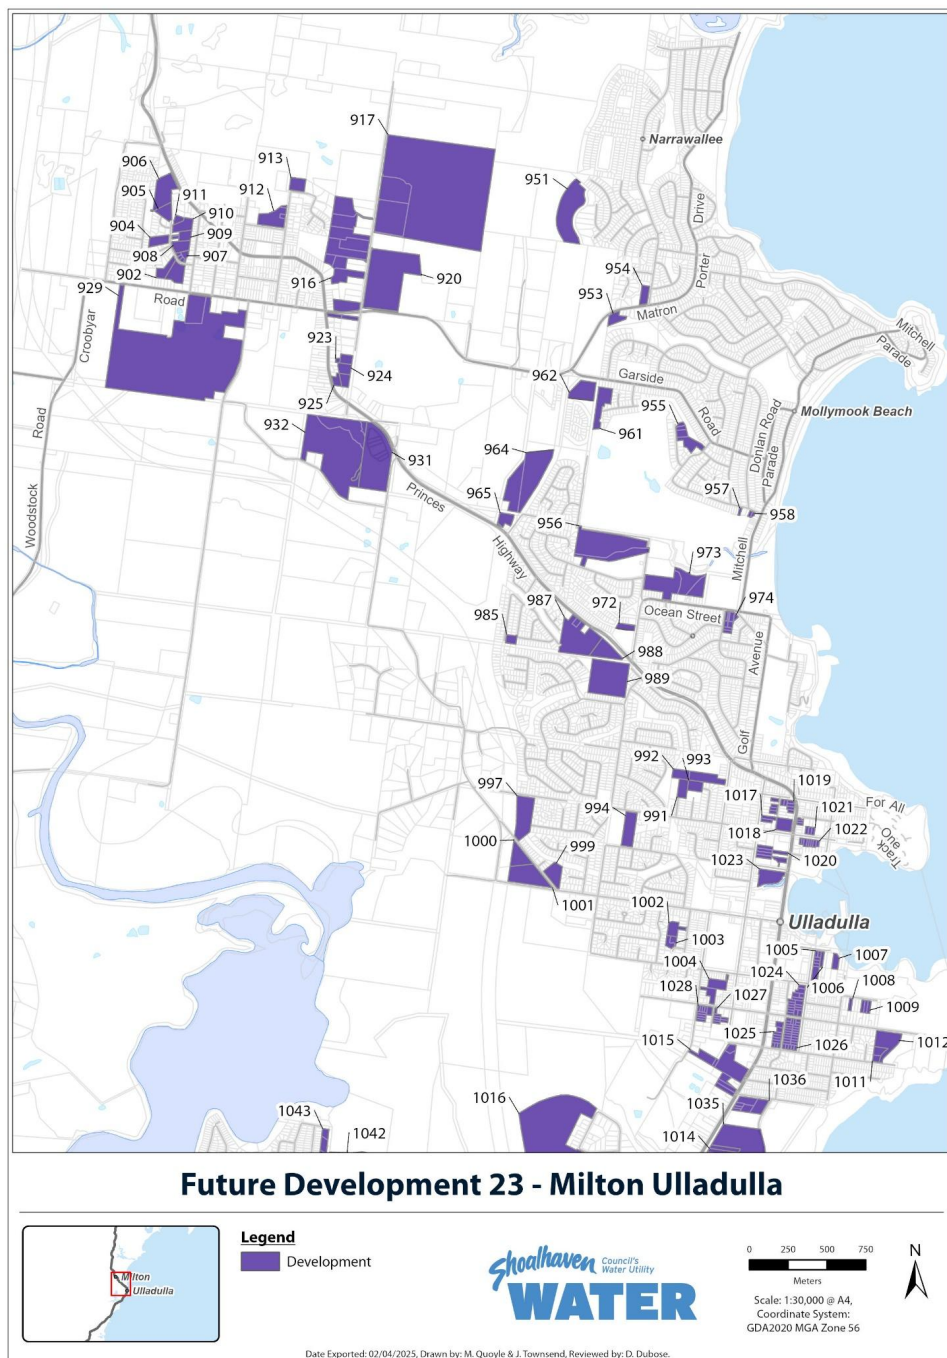 917
Narrawallee
913
906
951
905
911
912
910
904
909
Drive
908
907
954
902
916
920
Porter
929
Road
953
Matron
Mitchell
Parade
Croobyar
923
Garside
924
962
925
955
Road
Donlan Road
Mollymook Beach
Road
932
961
931
964
Parade
Princes
957
965
958
956
Woodstock
Highway
973
Mitchell
987
972
974
985
Ocean Street
988
Avenue
989
Golf
992
993
997
1019
1017
For All
994
991
1021
1018
1022
One
Track
1000
999
1020
1023
1001
1002
Ulladulla
1003
1005
1007
1004
1024
1006
1008
1028
1027
1009
1025
1026
1015
1012
1011
1036
1016
1035
1043
1042
1014
Future Development 23 - Milton Ulladulla
Milton
Ulladulla
Legend
Development
Shoalhaven
Council's
Water Utility
WATER
0 250 500 750
Meters
Scale: 1:30,000 @ A4,
Coordinate System:
GDA2020 MGA Zone 56
N
Date Exported: 02/04/2025, Drawn by: M. Quoyle & J. Townsend, Reviewed by: D. Dubose.